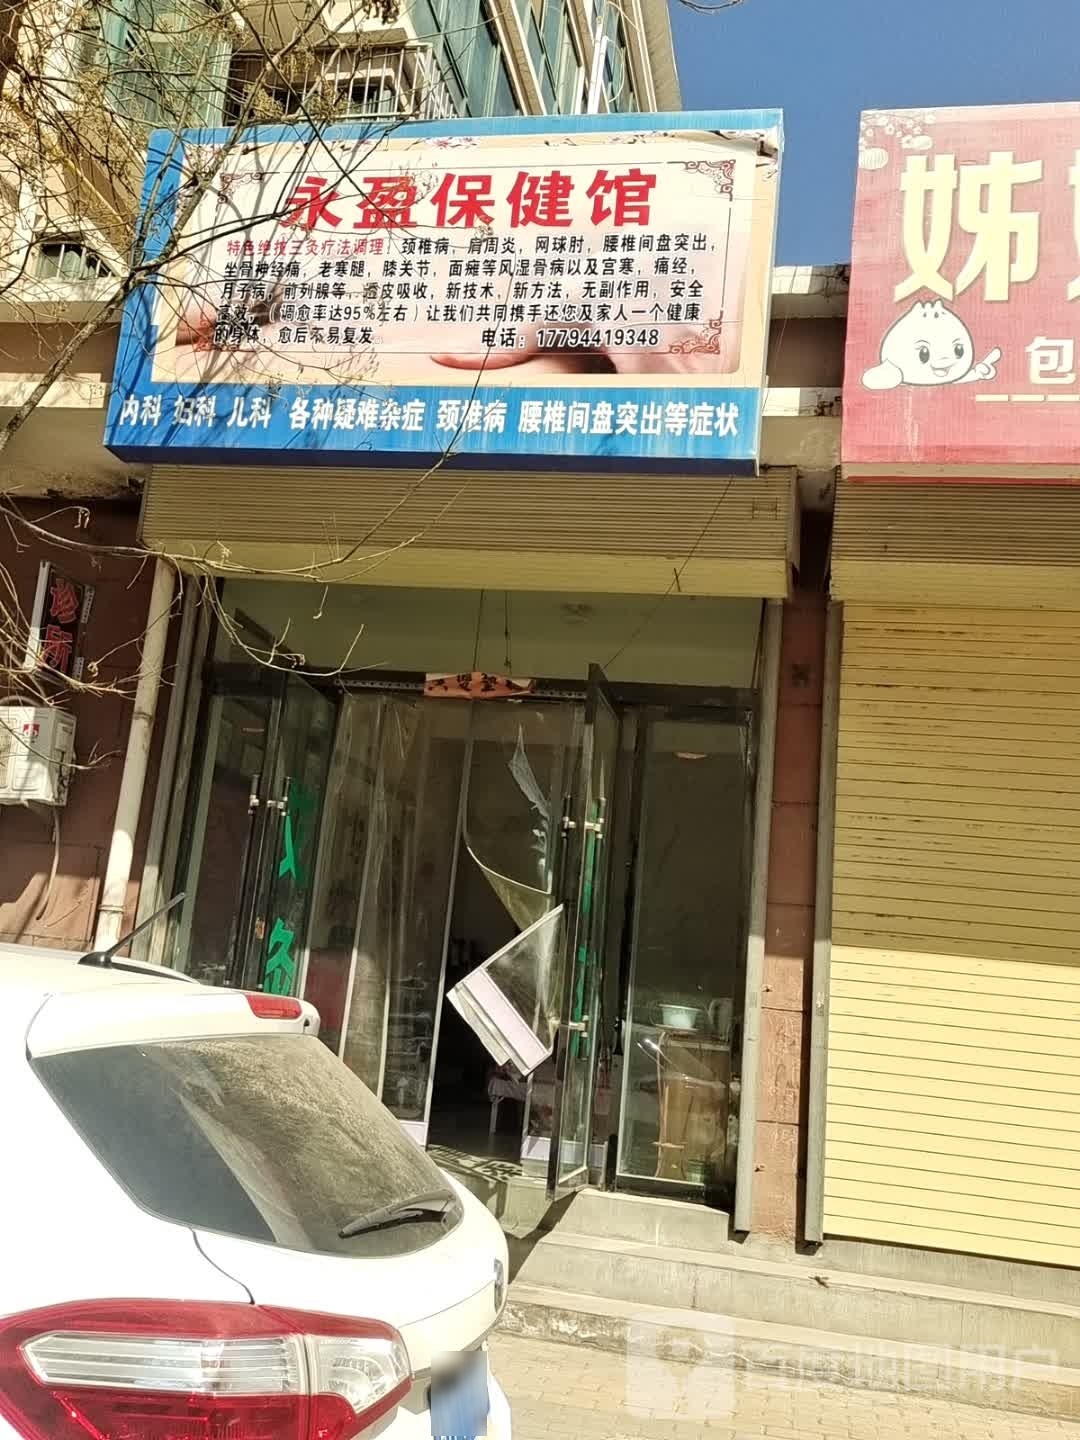 永盈保健馆
特色绝技三灸疗法调理！颈椎病，肩周炎，网球肘，腰椎间盘突出，
坐骨神经痛，老寒腿，膝关节，面瘫等风湿骨病以及宫寒，痛经，
月子病，前列腺等，透皮吸收，新技术，新方法，无副作用，安全
高效，（调愈率达95%左右）让我们共同携手还您及家人一个健康
的身体，愈后不易复发
电话：17794419348
内科 妇科 儿科 各种疑难杂症 颈椎病 腰椎间盘突出等症状
姊
包
诊所
百度地图用户